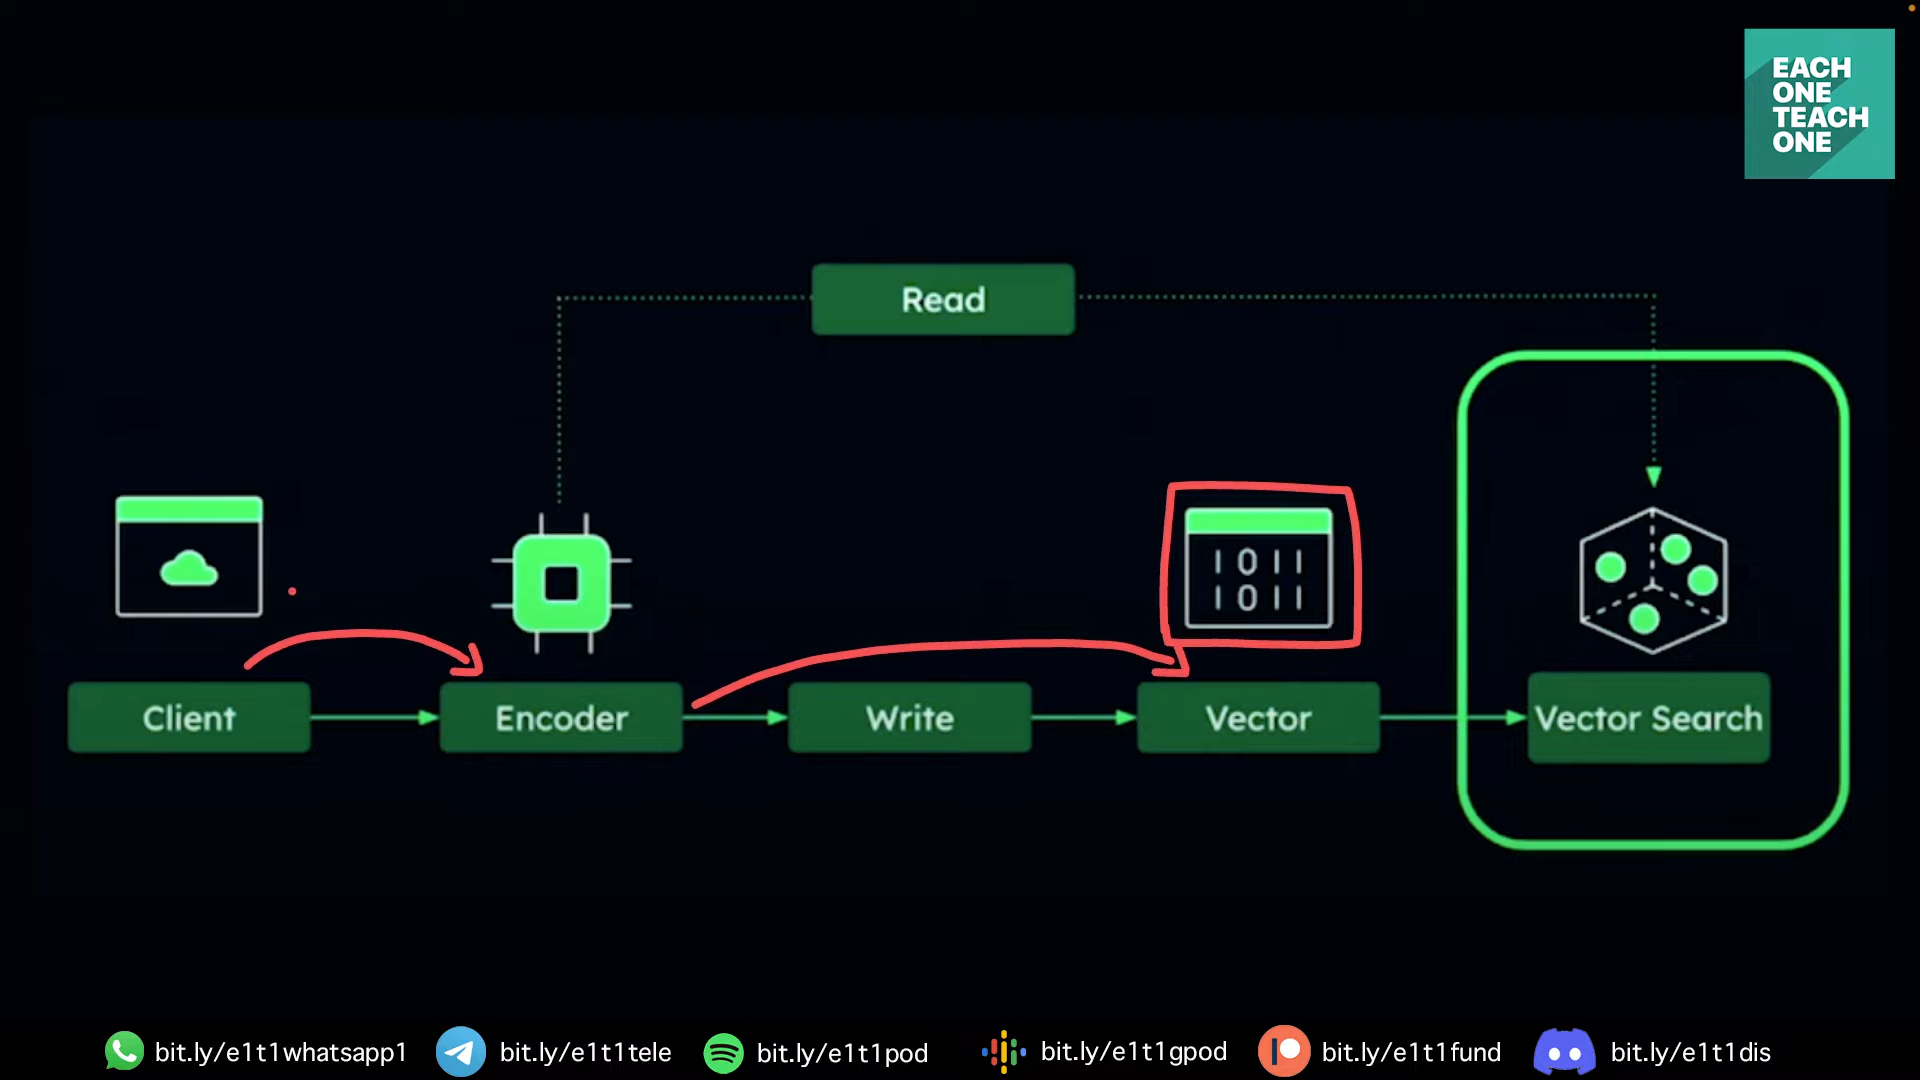 EACH
ONE
TEACH
ONE
Read
1011
1011
Client
Encoder
Write
Vector
Vector Search
bit.ly/e1t1whatsapp1
bit.ly/e1t1tele
bit.ly/e1t1pod
bit.ly/e1t1gpod
bit.ly/e1t1fund
bit.ly/e1t1dis